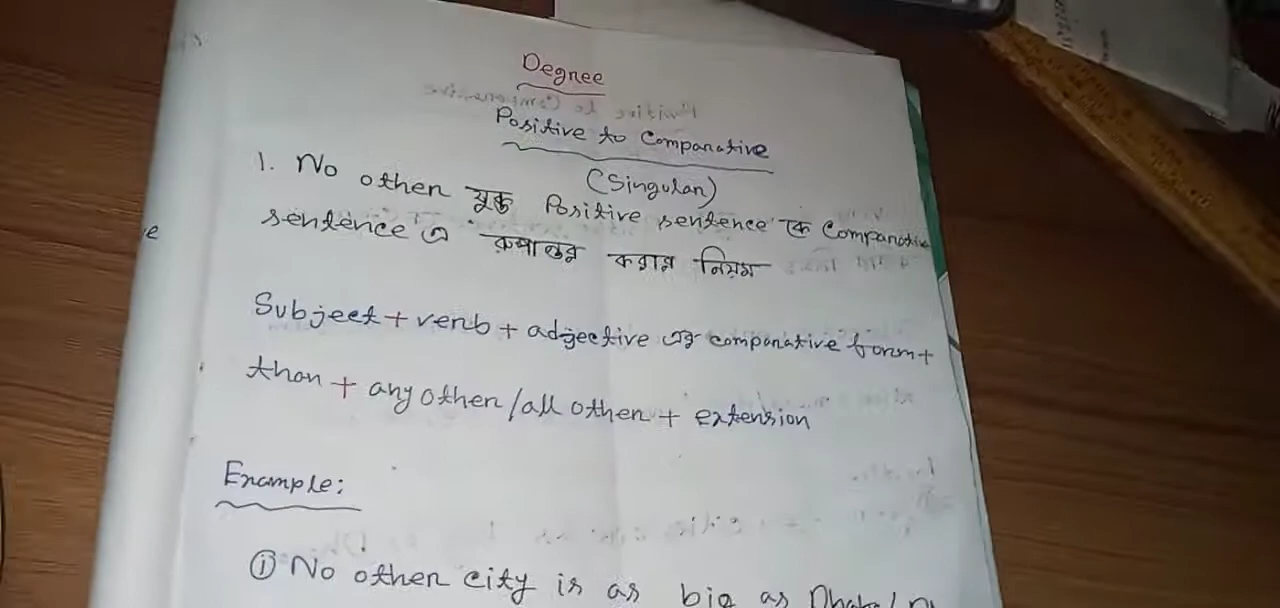 Degree
Positive to Comparative
(Singular)
1. No other যুক্ত Positive sentence কে Comparative
sentence এ রুপান্তর করার নিয়ম
Subject + verb + adjective এর comparative form +
than + any other / all other + extension
Example:
① No other city is as big as Dhaka
e